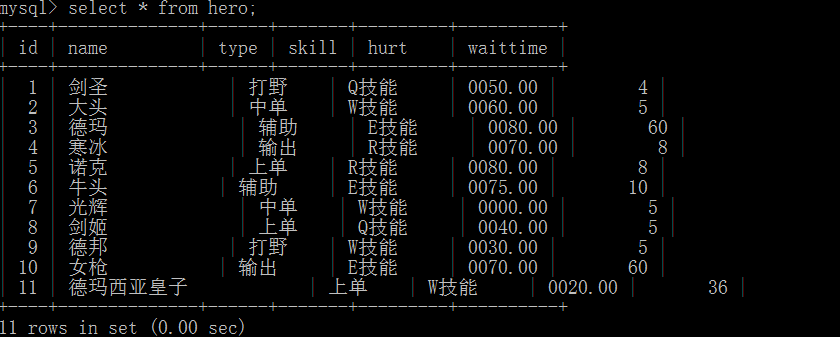 mysql> select * from hero;
+----+--------------+------+-------+---------+----------+
| id | name | type | skill | hurt | waittime |
+----+--------------+------+-------+---------+----------+
| 1 | 剑圣 | 打野 | Q技能 | 0050.00 | 4 |
| 2 | 大头 | 中单 | W技能 | 0060.00 | 5 |
| 3 | 德玛 | 辅助 | E技能 | 0080.00 | 60 |
| 4 | 寒冰 | 输出 | R技能 | 0070.00 | 8 |
| 5 | 诺克 | 上单 | R技能 | 0080.00 | 8 |
| 6 | 牛头 | 辅助 | E技能 | 0075.00 | 10 |
| 7 | 光辉 | 中单 | W技能 | 0000.00 | 5 |
| 8 | 剑姬 | 上单 | Q技能 | 0040.00 | 5 |
| 9 | 德邦 | 打野 | W技能 | 0030.00 | 5 |
| 10 | 女枪 | 输出 | E技能 | 0070.00 | 60 |
| 11 | 德玛西亚皇子 | 上单 | W技能 | 0020.00 | 36 |
+----+--------------+------+-------+---------+----------+
11 rows in set (0.00 sec)